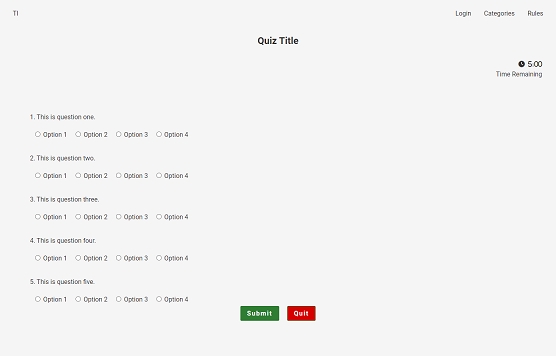 TI Login Categories Rules
Quiz Title
5:00
Time Remaining
1. This is question one.
Option 1 Option 2 Option 3 Option 4
2. This is question two.
Option 1 Option 2 Option 3 Option 4
3. This is question three.
Option 1 Option 2 Option 3 Option 4
4. This is question four.
Option 1 Option 2 Option 3 Option 4
5. This is question five.
Option 1 Option 2 Option 3 Option 4
Submit Quit